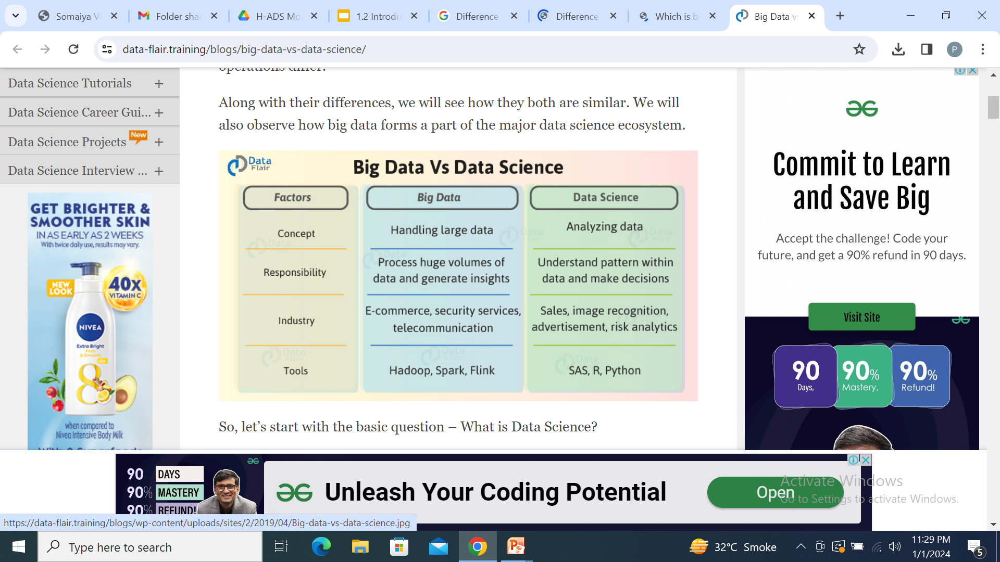 Somaiya Vi
Folder sha
H-ADS Mo
1.2 Introdu
Difference
Difference
Which is b
Big Data v
data-flair.training/blogs/big-data-vs-data-science/
P
Data Science Tutorials +
Data Science Career Gui... +
Data Science Projects New +
Data Science Interview ... +
GET BRIGHTER &
SMOOTHER SKIN
IN AS EARLY AS 2 WEEKS
With twice daily use, results may vary.
NEW
LOOK
40X
VITAMIN C
NIVEA
Extra Bright
Firm
& Smooth
8
when compared to
Nivea Intensive Body Milk
operations differ.
Along with their differences, we will see how they both are similar. We will
also observe how big data forms a part of the major data science ecosystem.
Data
Flair
Big Data Vs Data Science
Factors Big Data Data Science
Concept Handling large data Analyzing data
Responsibility
Process huge volumes of
data and generate insights
Understand pattern within
data and make decisions
Industry
E-commerce, security services,
telecommunication
Sales, image recognition,
advertisement, risk analytics
Tools Hadoop, Spark, Flink SAS, R, Python
So, let’s start with the basic question – What is Data Science?
Commit to Learn
and Save Big
Accept the challenge! Code your
future, and get a 90% refund in 90 days.
Visit Site
90
Days,
90%
Mastery,
90%
Refund!
90 DAYS
90% MASTERY
90% REFUND!
Unleash Your Coding Potential
Open
Activate Windows
Go to Settings to activate Windows.
https://data-flair.training/blogs/wp-content/uploads/sites/2/2019/04/Big-data-vs-data-science.jpg
Type here to search
32°C Smoke
11:29 PM
1/1/2024
5